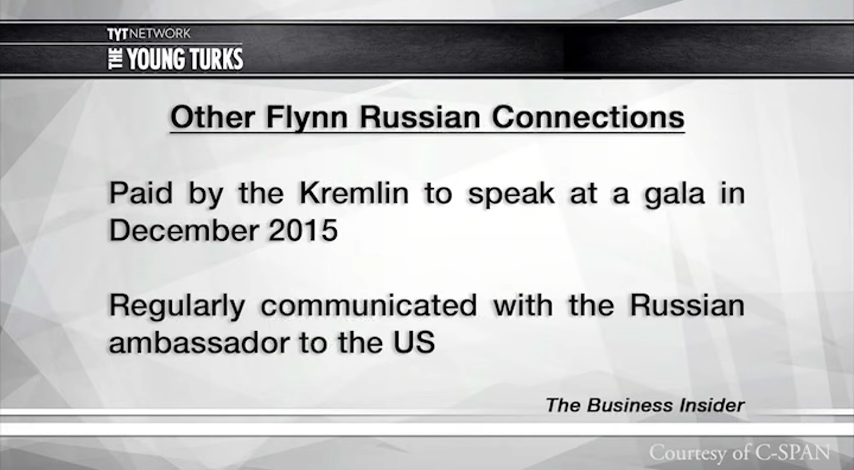 TYT NETWORK
THE YOUNG TURKS
Other Flynn Russian Connections
Paid by the Kremlin to speak at a gala in
December 2015
Regularly communicated with the Russian
ambassador to the US
The Business Insider
Courtesy of C-SPAN